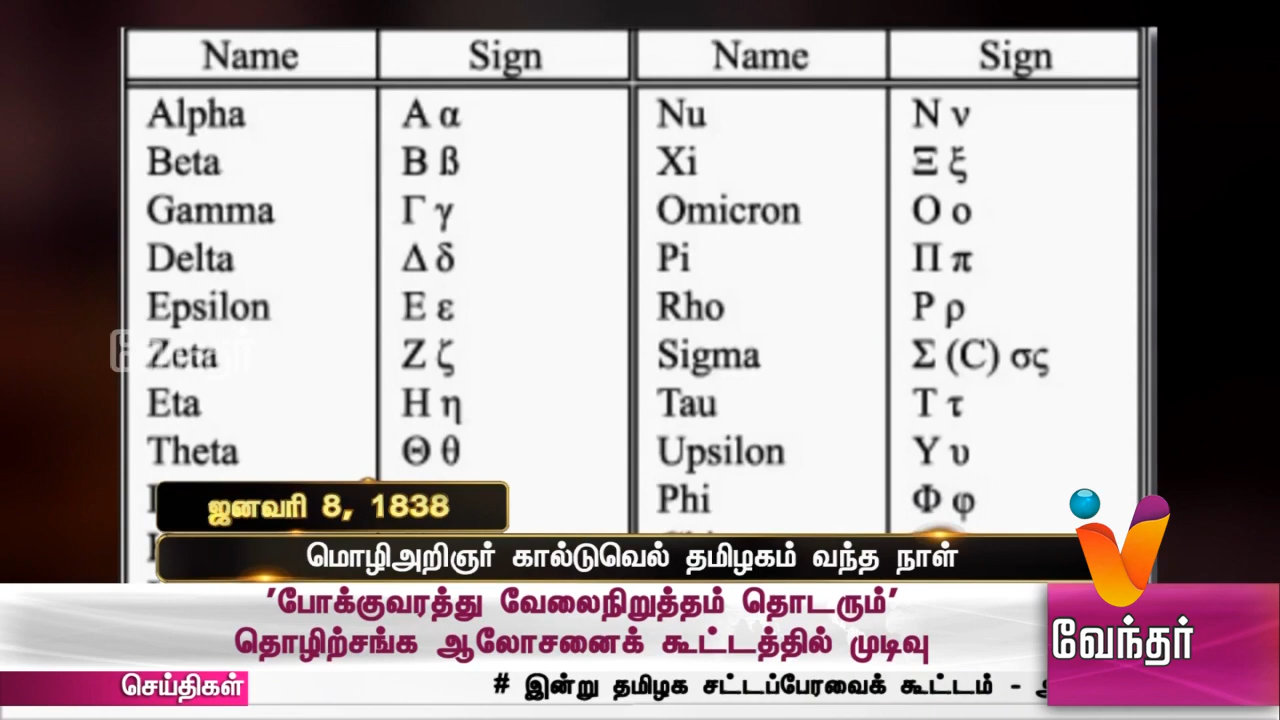 Name Sign Name Sign
Alpha Α α Nu Ν ν
Beta Β ß Xi Ξ ξ
Gamma Γ γ Omicron Ο ο
Delta Δ δ Pi Π π
Epsilon Ε ε Rho Ρ ρ
Zeta Ζ ζ Sigma Σ (C) σς
Eta Η η Tau Τ τ
Theta Θ θ Upsilon Υ υ
Phi Φ φ
வேந்தர்
ஜனவரி 8, 1838
மொழிஅறிஞர் கால்டுவெல் தமிழகம் வந்த நாள்
'போக்குவரத்து வேலைநிறுத்தம் தொடரும்'
தொழிற்சங்க ஆலோசனைக் கூட்டத்தில் முடிவு
வேந்தர்
செய்திகள் # இன்று தமிழக சட்டப்பேரவைக் கூட்டம் -